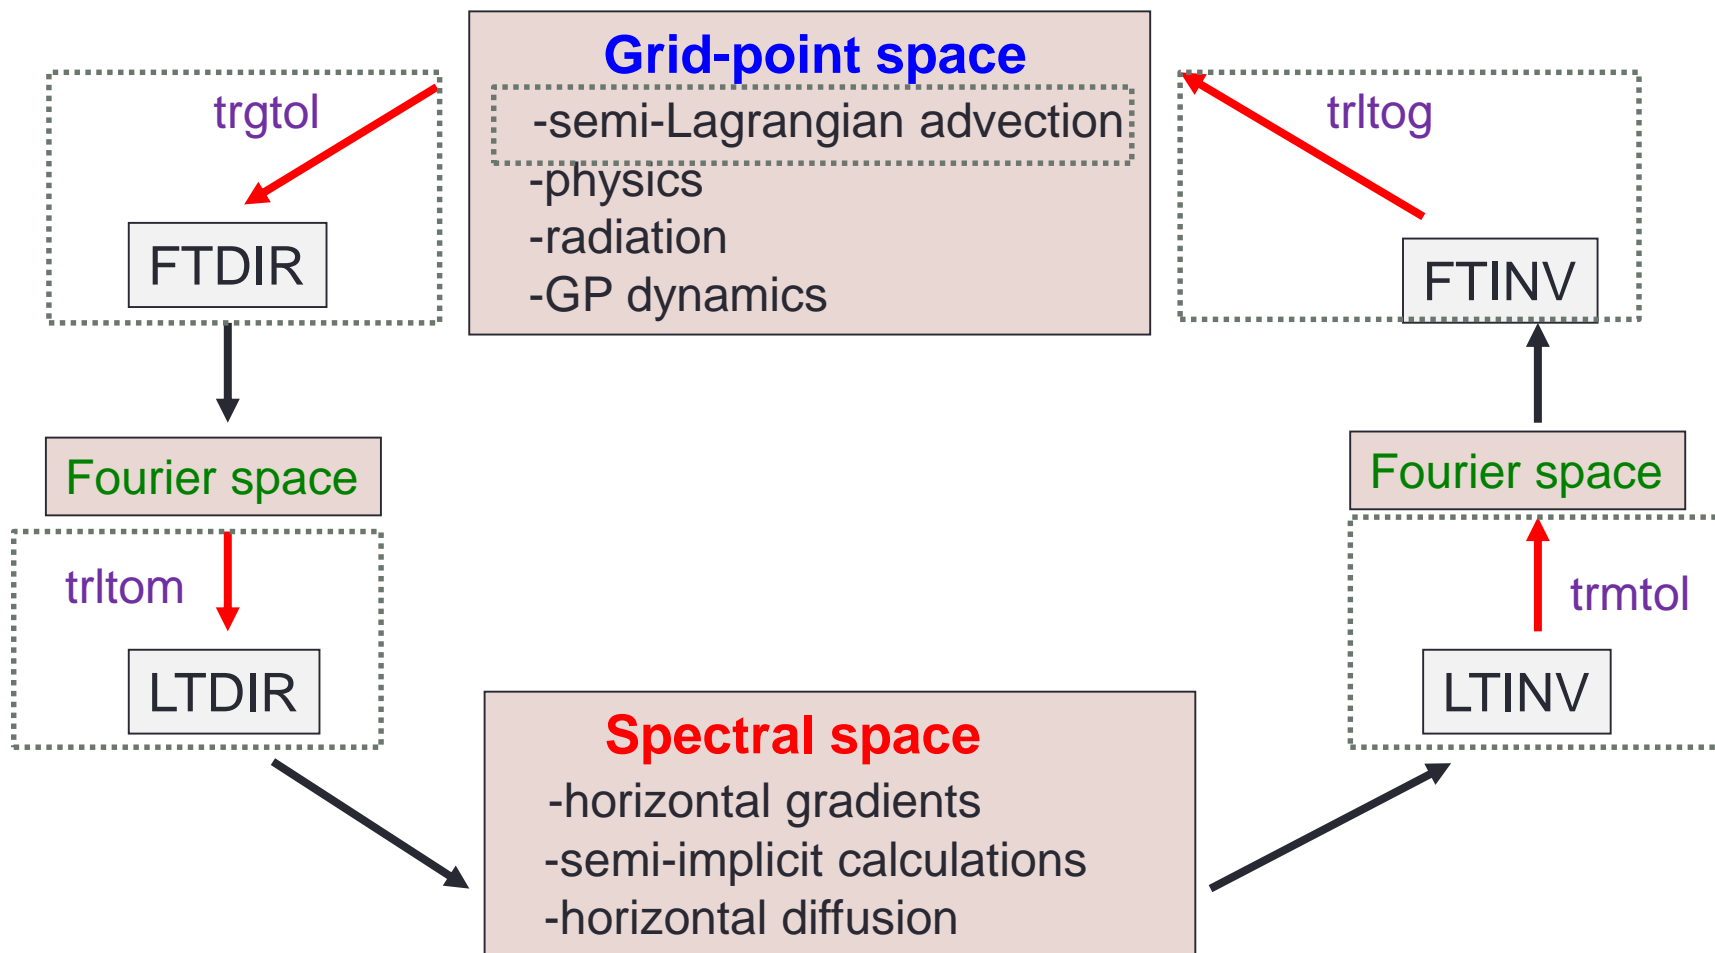 Grid-point space
-semi-Lagrangian advection
-physics
-radiation
-GP dynamics
trgtol
FTDIR
Fourier space
trltom
LTDIR
Spectral space
-horizontal gradients
-semi-implicit calculations
-horizontal diffusion
trltog
FTINV
Fourier space
trmtol
LTINV